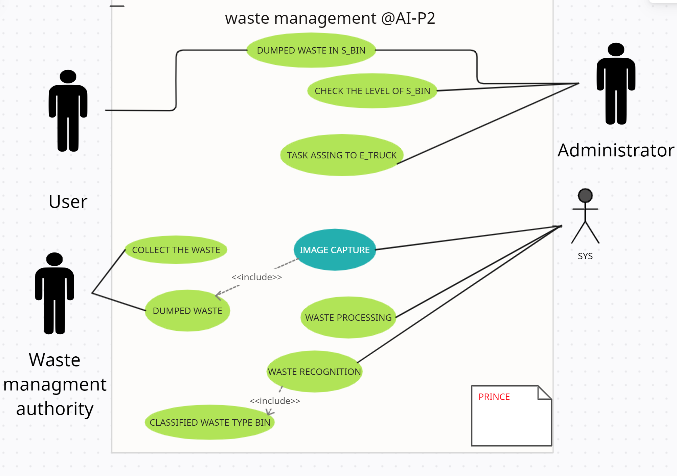 waste management @AI-P2
DUMPED WASTE IN S_BIN
CHECK THE LEVEL OF S_BIN
Administrator
TASK ASSING TO E_TRUCK
User
COLLECT THE WASTE
IMAGE CAPTURE
SYS
<<include>>
DUMPED WASTE
WASTE PROCESSING
Waste
managment
authority
WASTE RECOGNITION
<<include>>
CLASSIFIED WASTE TYPE BIN
PRINCE